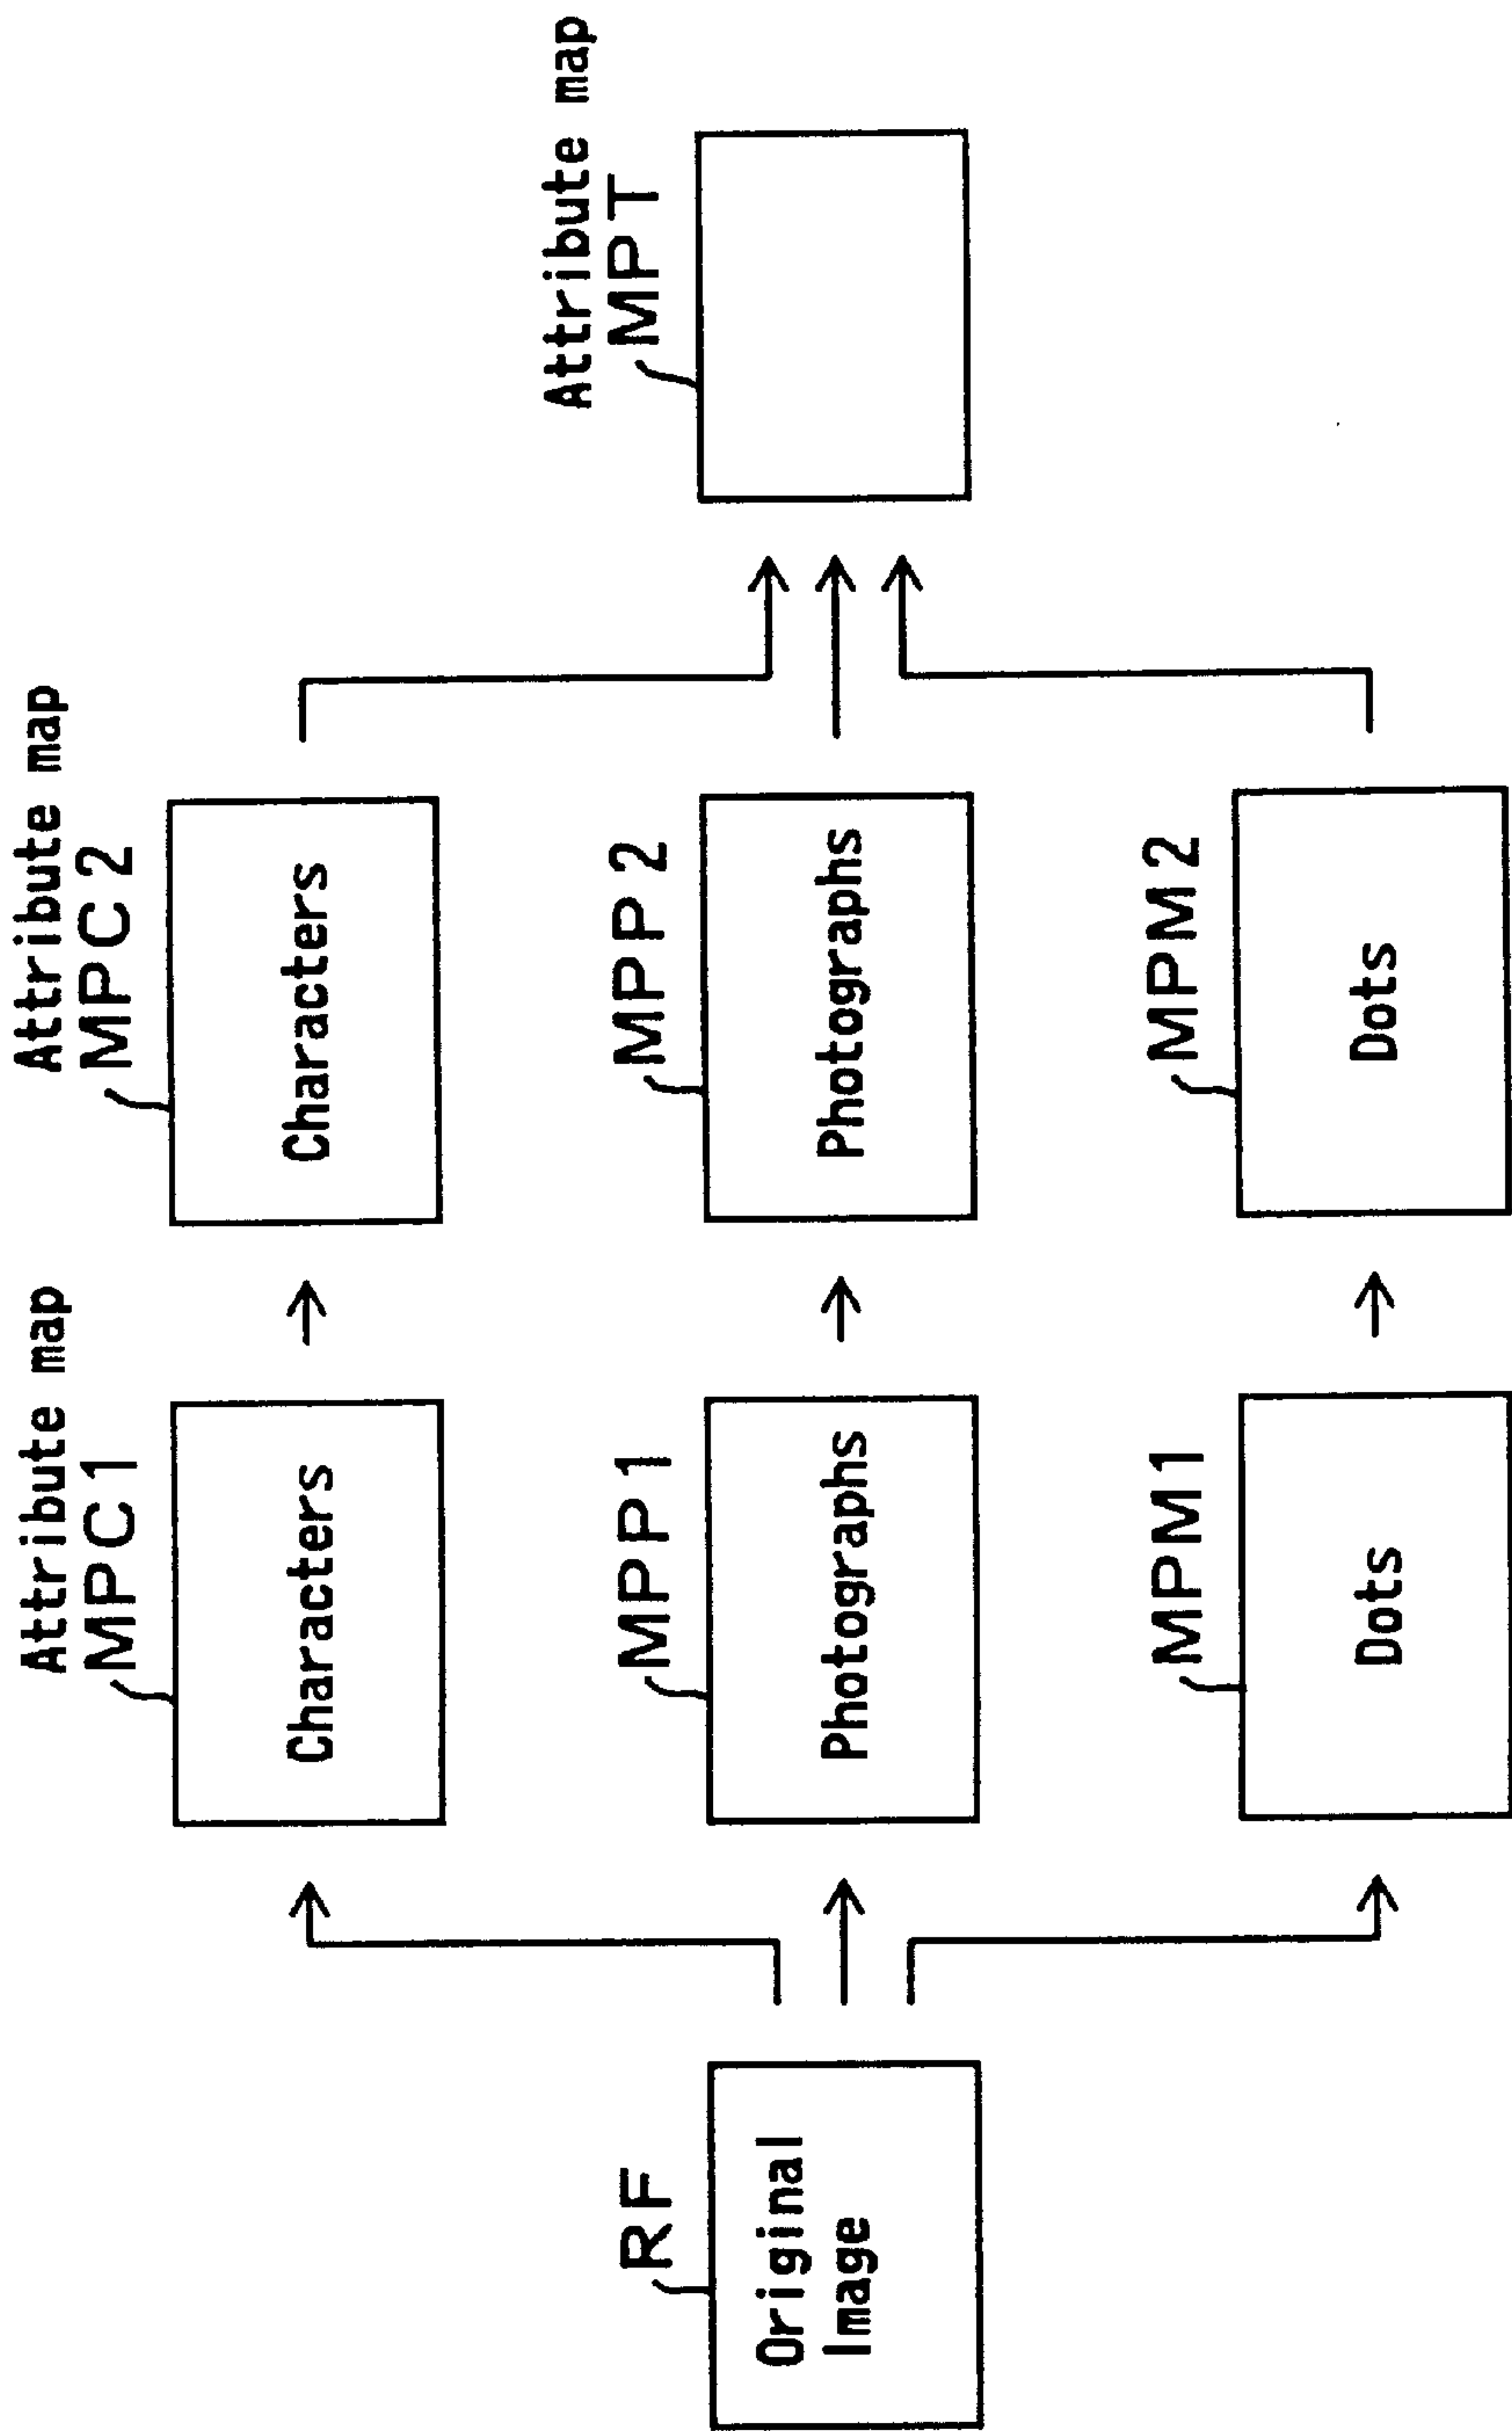 RF
Original
Image
Attribute map
MPC1
Characters
MPP1
Photographs
MPM1
Dots
Attribute map
MPC2
Characters
MPP2
Photographs
MPM2
Dots
Attribute map
MPT